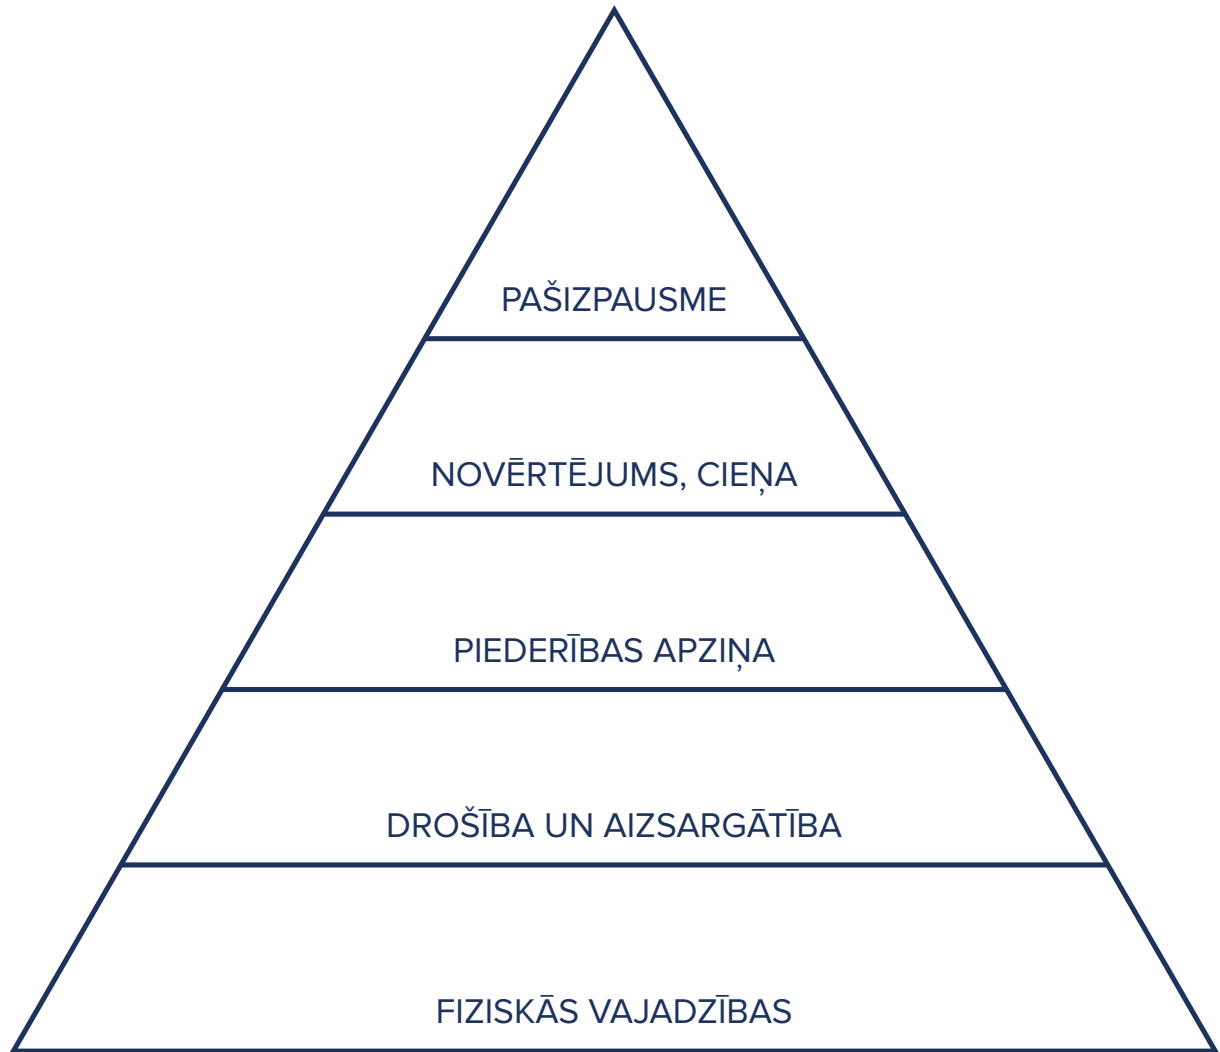 PAŠIZPAUSME
NOVĒRTĒJUMS, CIEŅA
PIEDERĪBAS APZIŅA
DROŠĪBA UN AIZSARGĀTĪBA
FIZISKĀS VAJADZĪBAS